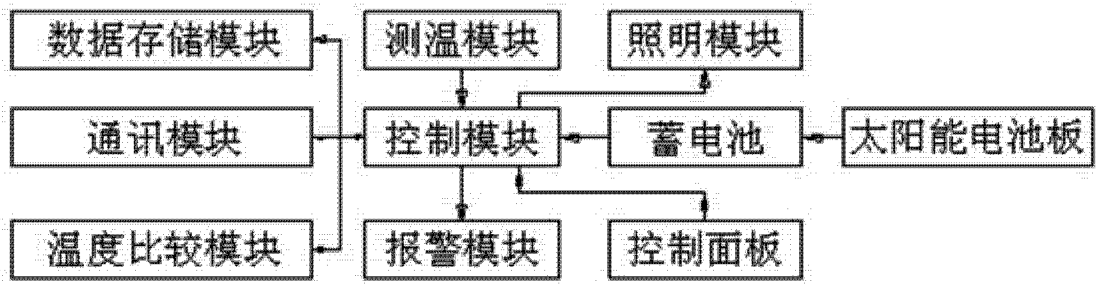 数据存储模块
测温模块
照明模块
通讯模块
控制模块
蓄电池
太阳能电池板
温度比较模块
报警模块
控制面板